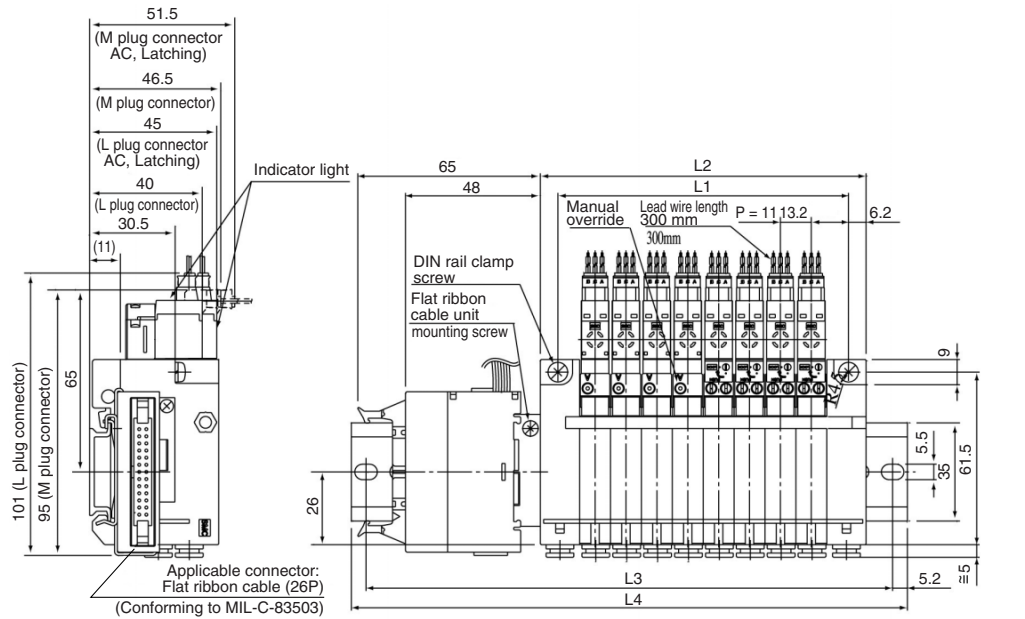 51.5
(M plug connector
AC, Latching)
46.5
(M plug connector)
45
(L plug connector
AC, Latching)
40
(L plug connector)
30.5
(11)
Indicator light
101 (L plug connector)
95 (M plug connector)
65
Applicable connector:
Flat ribbon cable (26P)
(Conforming to MIL-C-83503)
65
48
L2
L1
Manual
override
Lead wire length
300 mm
300mm
P = 11
13.2
6.2
DIN rail clamp
screw
Flat ribbon
cable unit
mounting screw
B B A
B B A
B B A
B B A
B B A
B B A
B B A
B B A
9
5.5
35
61.5
≅5
26
L3
5.2
L4